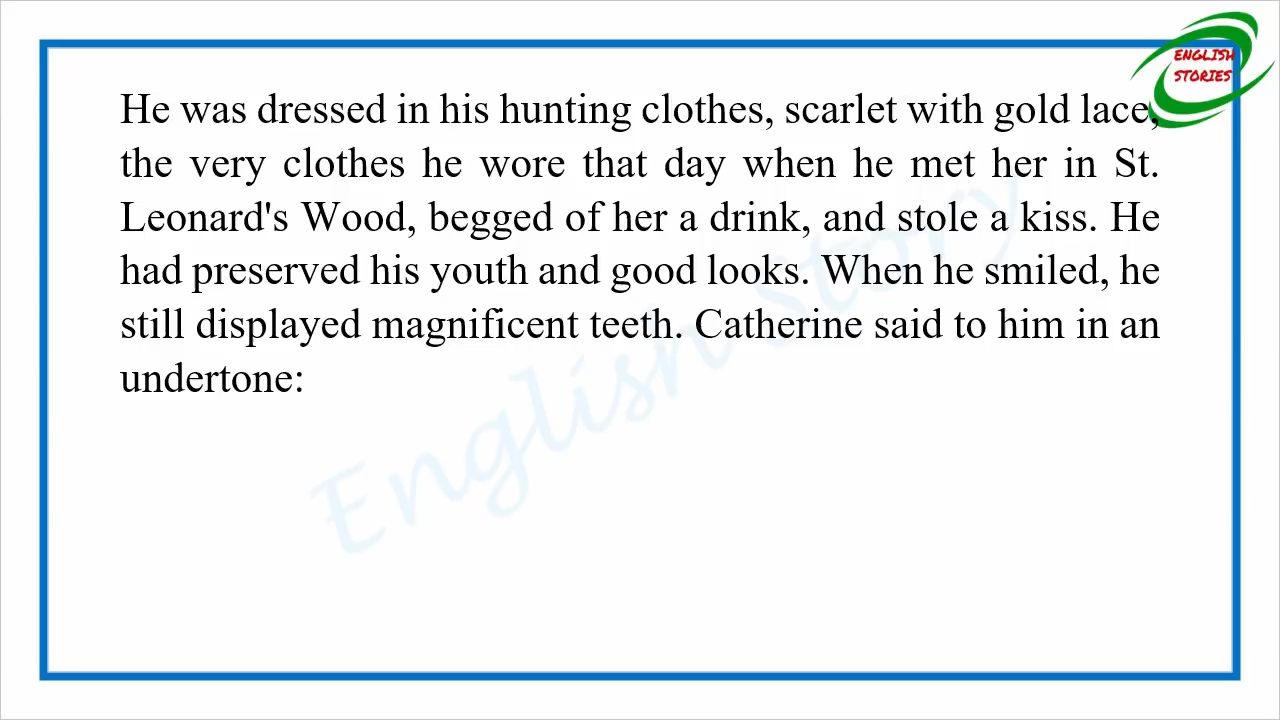 ENGLISH
STORIES
He was dressed in his hunting clothes, scarlet with gold lace,
the very clothes he wore that day when he met her in St.
Leonard's Wood, begged of her a drink, and stole a kiss. He
had preserved his youth and good looks. When he smiled, he
still displayed magnificent teeth. Catherine said to him in an
undertone:
English Story